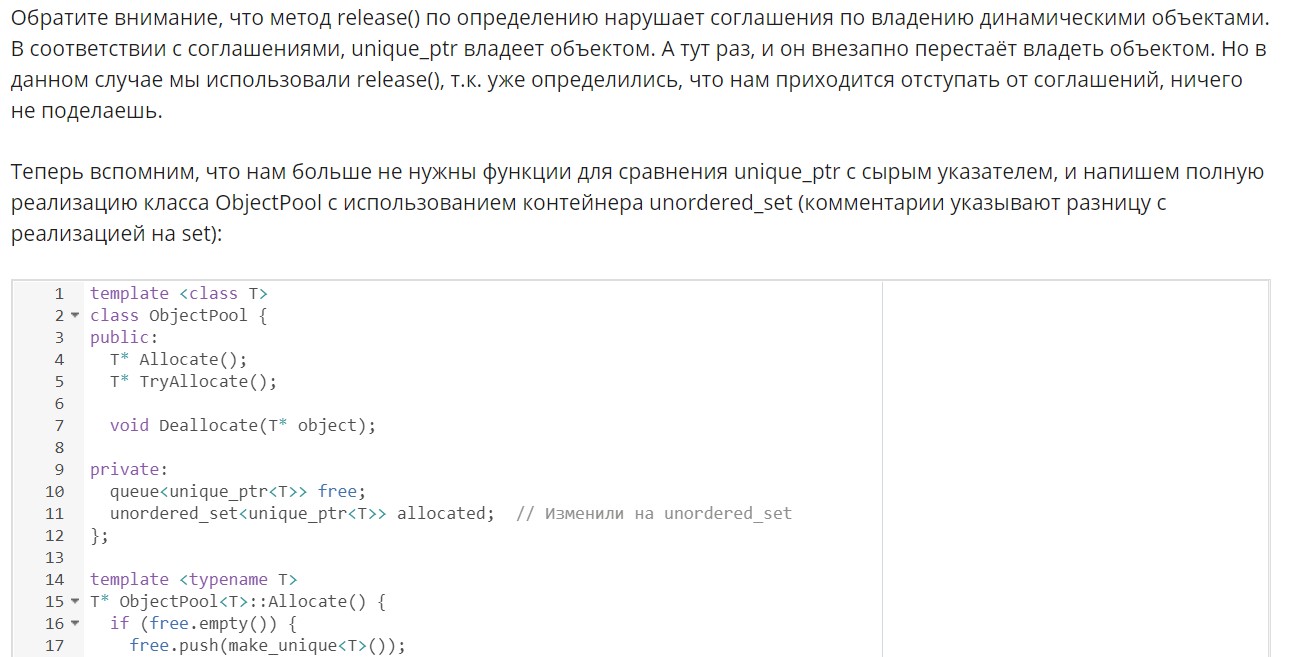 Обратите внимание, что метод release() по определению нарушает соглашения по владению динамическими объектами.
В соответствии с соглашениями, unique_ptr владеет объектом. А тут раз, и он внезапно перестаёт владеть объектом. Но в
данном случае мы использовали release(), т.к. уже определились, что нам приходится отступать от соглашений, ничего
не поделаешь.
Теперь вспомним, что нам больше не нужны функции для сравнения unique_ptr с сырым указателем, и напишем полную
реализацию класса ObjectPool с использованием контейнера unordered_set (комментарии указывают разницу с
реализацией на set):
1 template <class T>
2 class ObjectPool {
3 public:
4   T* Allocate();
5   T* TryAllocate();
6
7   void Deallocate(T* object);
8
9 private:
10   queue<unique_ptr<T>> free;
11   unordered_set<unique_ptr<T>> allocated;  // Изменили на unordered_set
12 };
13
14 template <typename T>
15 T* ObjectPool<T>::Allocate() {
16   if (free.empty()) {
17     free.push(make_unique<T>());